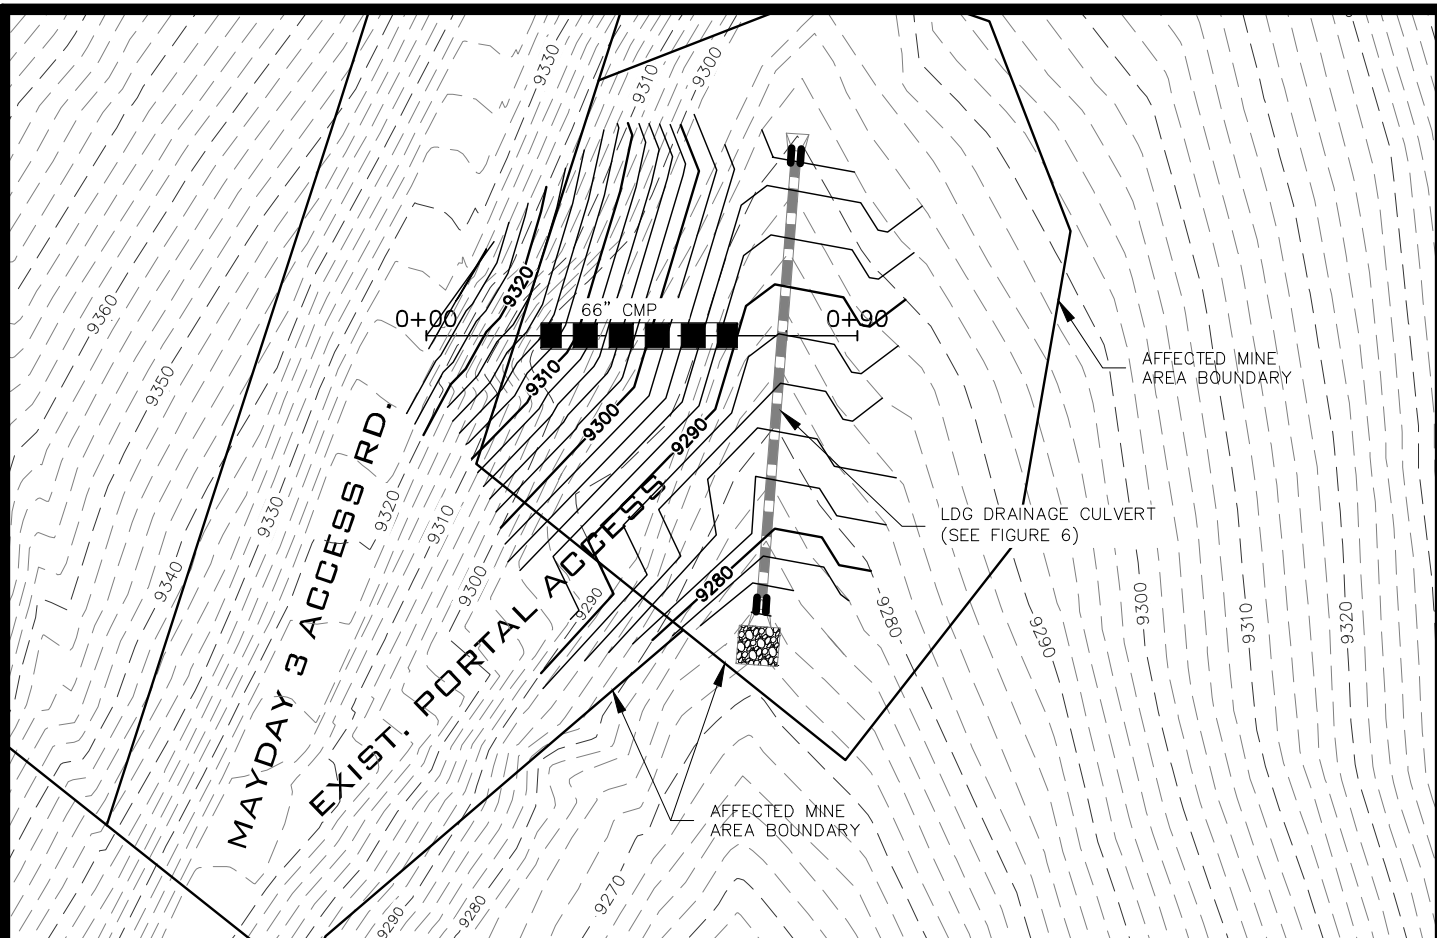 9330
9310
9300
9320
66" CMP
0+00
0+90
9360
9310
AFFECTED MINE
AREA BOUNDARY
9350
9300
9290
MAYDAY 3 ACCESS RD.
9330
9320
9310
LDG DRAINAGE CULVERT
(SEE FIGURE 6)
EXIST. PORTAL ACCESS
9340
9300
9290
9280
9280
9290
9300
9310
9320
AFFECTED MINE
AREA BOUNDARY
9290
9280
9270